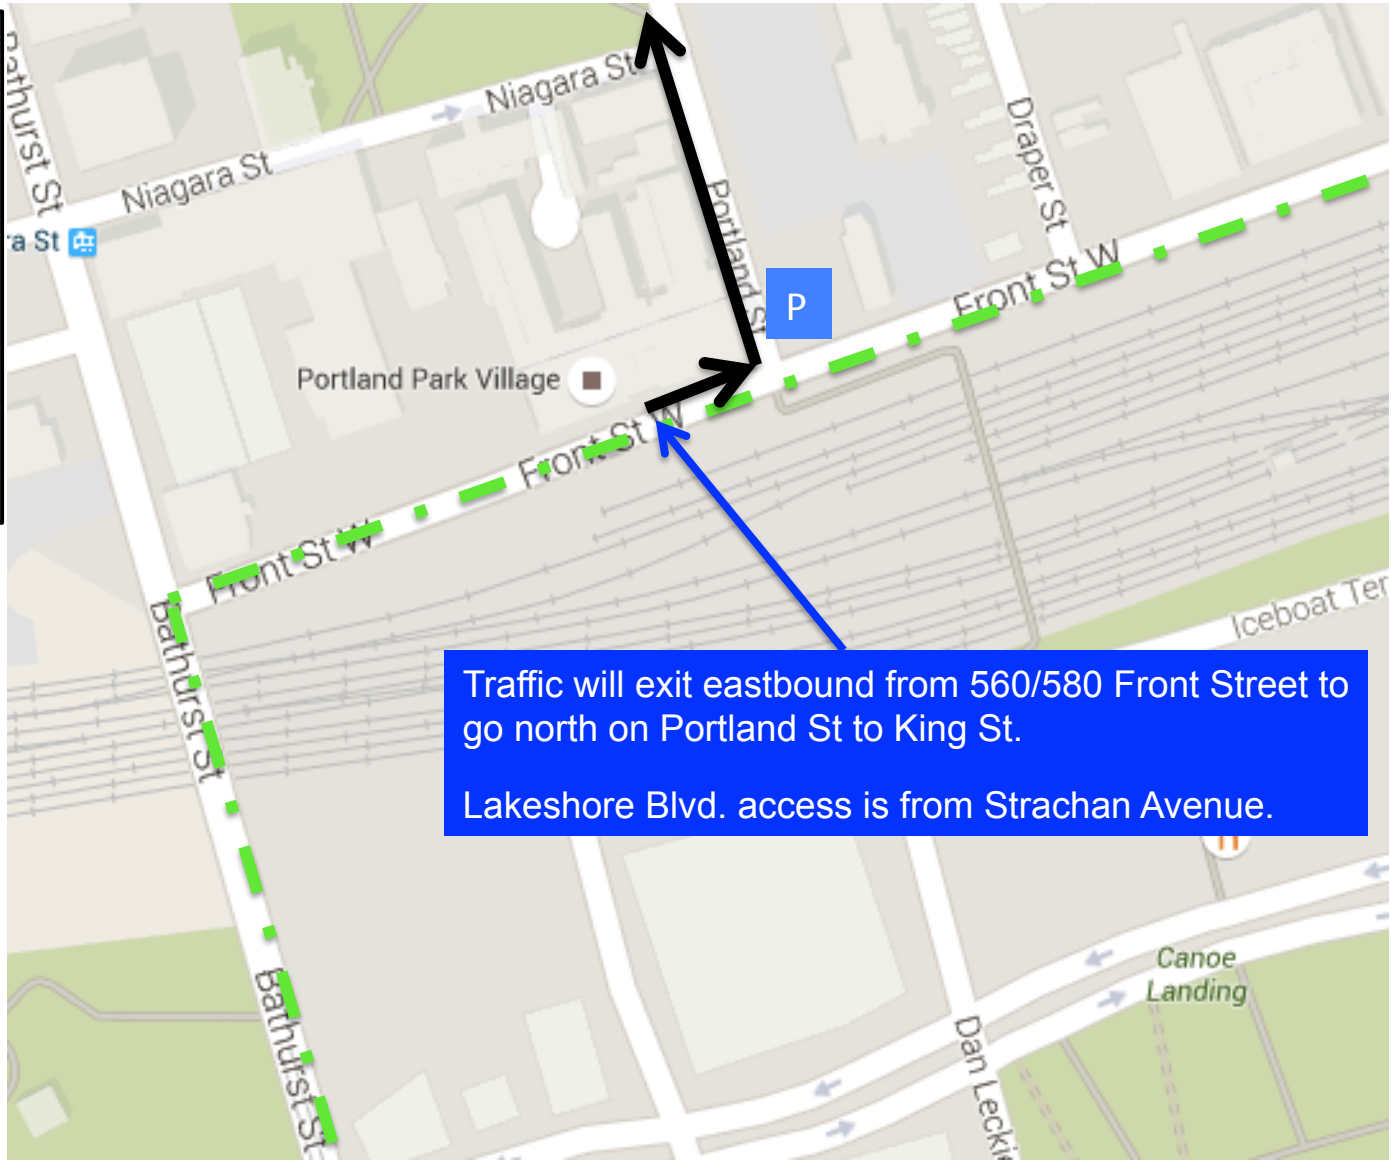 Bathurst St
Niagara St
Niagara St
ra St
Portland St
Draper St
P
Front St W
Portland Park Village
Front St W
Front St W
Bathurst St
Iceboat Ter
Traffic will exit eastbound from 560/580 Front Street to
go north on Portland St to King St.
Lakeshore Blvd. access is from Strachan Avenue.
Canoe
Landing
Bathurst St
Dan Leckie